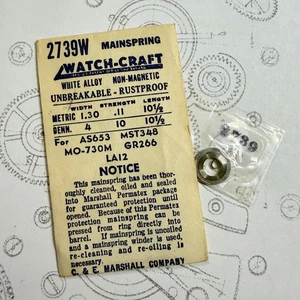 2739W MAINSPRING
WATCH-CRAFT
WHITE ALLOY NON-MAGNETIC
UNBREAKABLE - RUSTPROOF
WIDTH STRENGTH LENGTH
METRIC 1.30 .11 10½
DENN. 4 10 10½
For AS653 MST348
MO-730M GR266
LA12
NOTICE
This mainspring has been thor-
oughly cleaned, oiled and sealed
into Marshall Permatex package
for guaranteed protection until
opened. Because of this Permatex
protection mainspring can be
pressed from ring directly into
barrel. If mainspring is uncoiled
and a mainspring winder is used,
re-cleaning and re-oiling is
necessary.
C. & E. MARSHALL COMPANY
2739